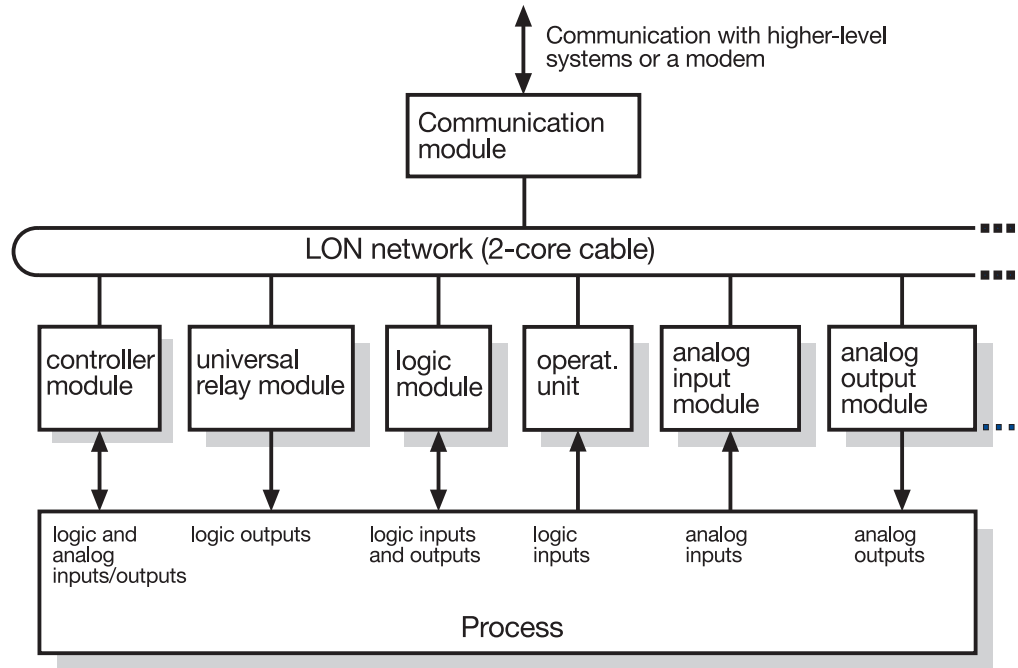 Communication with higher-level
systems or a modem
Communication
module
LON network (2-core cable)
controller
module
universal
relay module
logic
module
operat.
unit
analog
input
module
analog
output
module
logic and
analog
inputs/outputs
logic outputs
logic inputs
and outputs
logic
inputs
analog
inputs
analog
outputs
Process